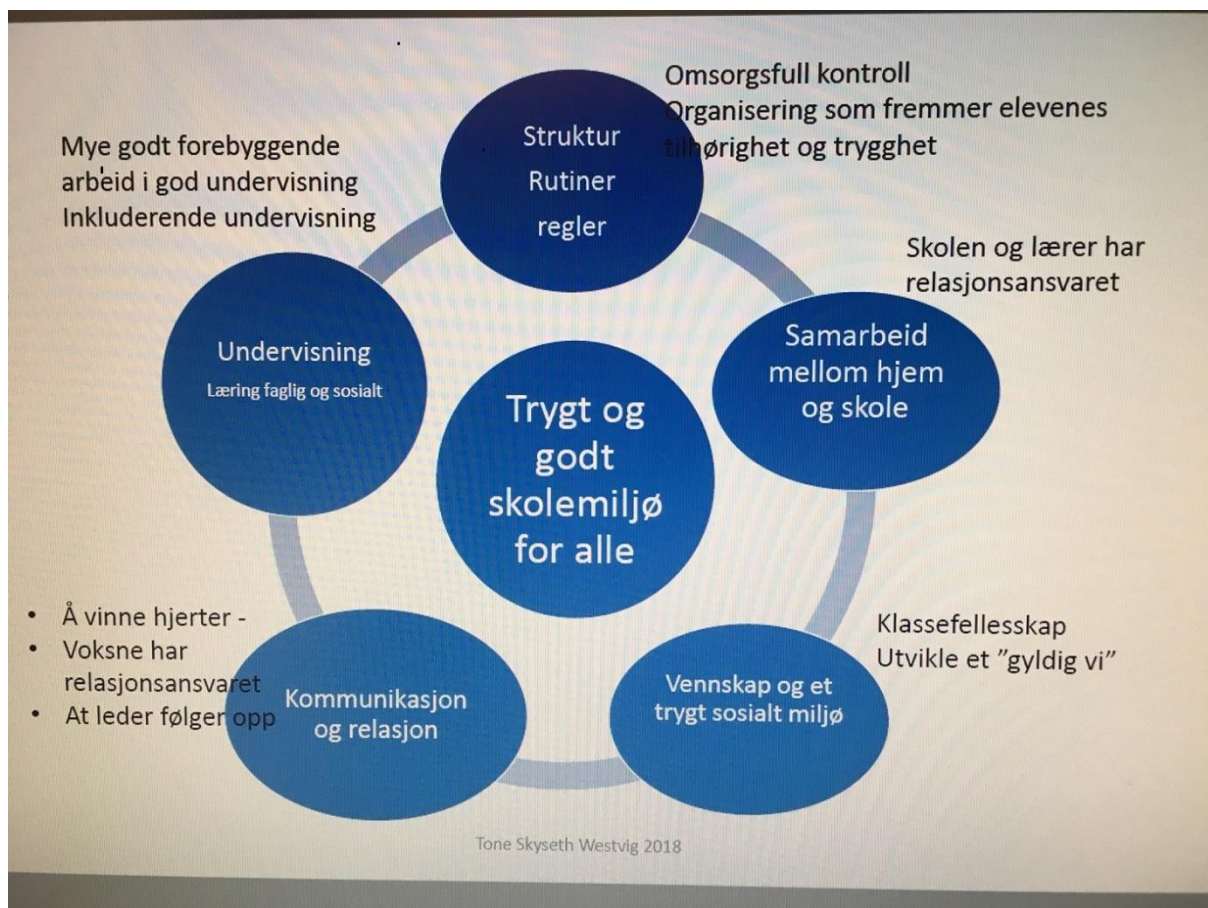 Omsorgsfull kontroll
Organisering som fremmer elevenes
tilhørighet og trygghet
Struktur
Rutiner
regler
Mye godt forebyggende
arbeid i god undervisning
Inkluderende undervisning
Skolen og lærer har
relasjonsansvaret
Samarbeid
mellom hjem
og skole
Undervisning
Læring faglig og sosialt
Trygt og
godt
skolemiljø
for alle
• Å vinne hjerter -
• Voksne har
relasjonsansvaret
• At leder følger opp
Kommunikasjon
og relasjon
Klassefellesskap
Utvikle et ”gyldig vi”
Vennskap og et
trygt sosialt miljø
Tone Skyseth Westvig 2018